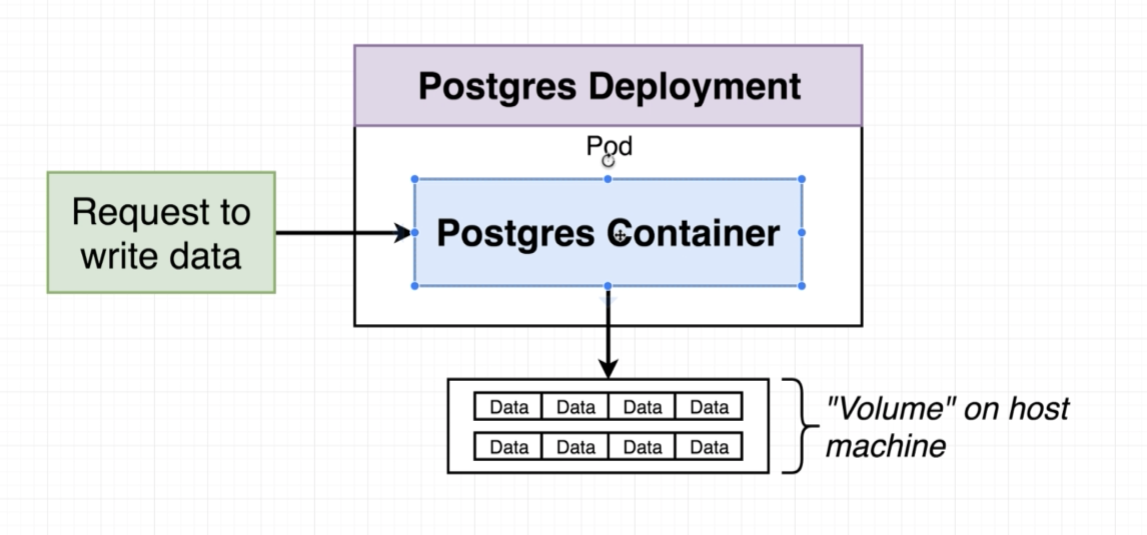 Postgres Deployment
Pod
Request to
write data
Postgres Container
Data Data Data Data
Data Data Data Data
"Volume" on host
machine